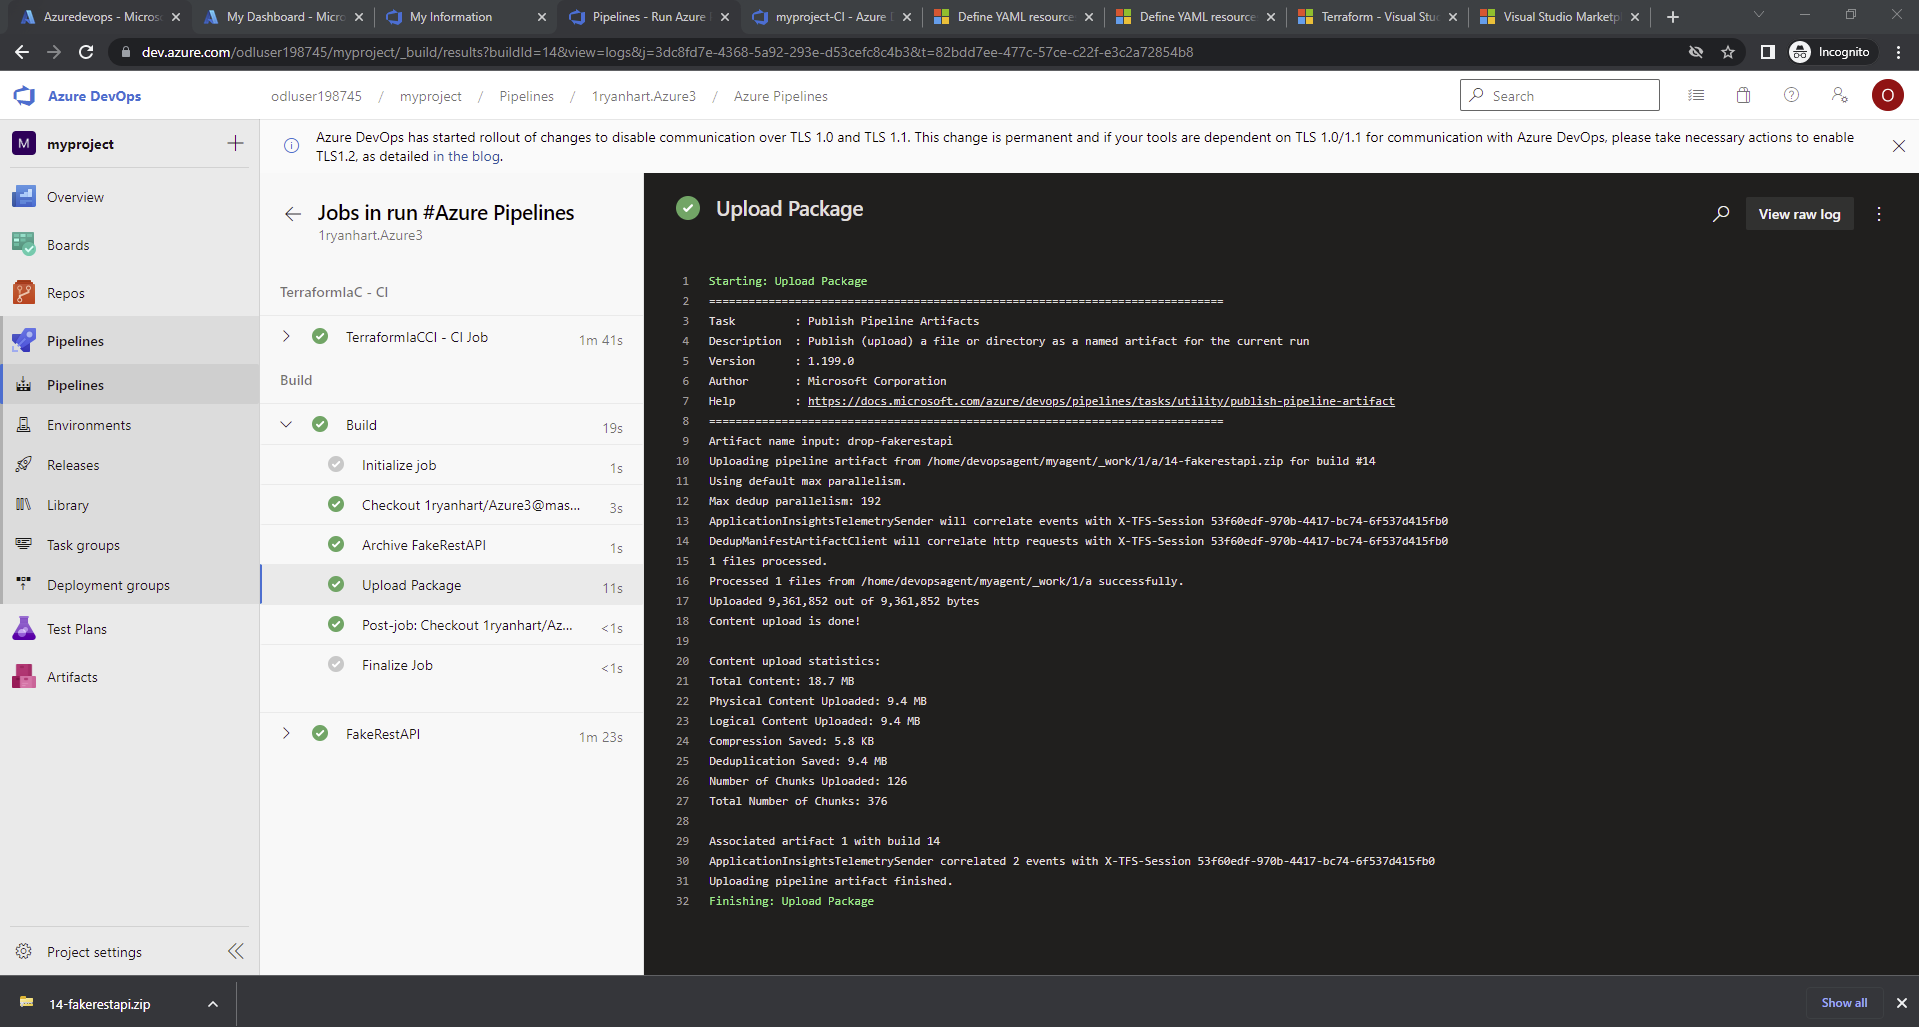 Azuredevops - Micros
My Dashboard - Micro
My Information
Pipelines - Run Azure
myproject-CI - Azure
Define YAML resource
Define YAML resource
Terraform - Visual Stu
Visual Studio Marketp
dev.azure.com/odluser198745/myproject/_build/results?buildId=14&view=logs&j=3dc8fd7e-4368-5a92-293e-d53cefc8c4b3&t=82bdd7ee-477c-57ce-c22f-e3c2a72854b8
Incognito
Azure DevOps
odluser198745 / myproject / Pipelines / 1ryanhart.Azure3 / Azure Pipelines
Search
O
M myproject
Azure DevOps has started rollout of changes to disable communication over TLS 1.0 and TLS 1.1. This change is permanent and if your tools are dependent on TLS 1.0/1.1 for communication with Azure DevOps, please take necessary actions to enable
TLS1.2, as detailed in the blog.
Overview
Boards
Repos
Pipelines
Pipelines
Environments
Releases
Library
Task groups
Deployment groups
Test Plans
Artifacts
Project settings
Jobs in run #Azure Pipelines
1ryanhart.Azure3
TerraformIaC - CI
TerraformIaCCI - CI Job 1m 41s
Build
Build 19s
Initialize job 1s
Checkout 1ryanhart/Azure3@mas... 3s
Archive FakeRestAPI 1s
Upload Package 11s
Post-job: Checkout 1ryanhart/Az... <1s
Finalize Job <1s
FakeRestAPI 1m 23s
Upload Package
View raw log
1 Starting: Upload Package
2 ==============================================================================
3 Task         : Publish Pipeline Artifacts
4 Description  : Publish (upload) a file or directory as a named artifact for the current run
5 Version      : 1.199.0
6 Author       : Microsoft Corporation
7 Help         : https://docs.microsoft.com/azure/devops/pipelines/tasks/utility/publish-pipeline-artifact
8 ==============================================================================
9 Artifact name input: drop-fakerestapi
10 Uploading pipeline artifact from /home/devopsagent/myagent/_work/1/a/14-fakerestapi.zip for build #14
11 Using default max parallelism.
12 Max dedup parallelism: 192
13 ApplicationInsightsTelemetrySender will correlate events with X-TFS-Session 53f60edf-970b-4417-bc74-6f537d415fb0
14 DedupManifestArtifactClient will correlate http requests with X-TFS-Session 53f60edf-970b-4417-bc74-6f537d415fb0
15 1 files processed.
16 Processed 1 files from /home/devopsagent/myagent/_work/1/a successfully.
17 Uploaded 9,361,852 out of 9,361,852 bytes
18 Content upload is done!
19
20 Content upload statistics:
21 Total Content: 18.7 MB
22 Physical Content Uploaded: 9.4 MB
23 Logical Content Uploaded: 9.4 MB
24 Compression Saved: 5.8 KB
25 Deduplication Saved: 9.4 MB
26 Number of Chunks Uploaded: 126
27 Total Number of Chunks: 376
28
29 Associated artifact 1 with build 14
30 ApplicationInsightsTelemetrySender correlated 2 events with X-TFS-Session 53f60edf-970b-4417-bc74-6f537d415fb0
31 Uploading pipeline artifact finished.
32 Finishing: Upload Package
14-fakerestapi.zip
Show all